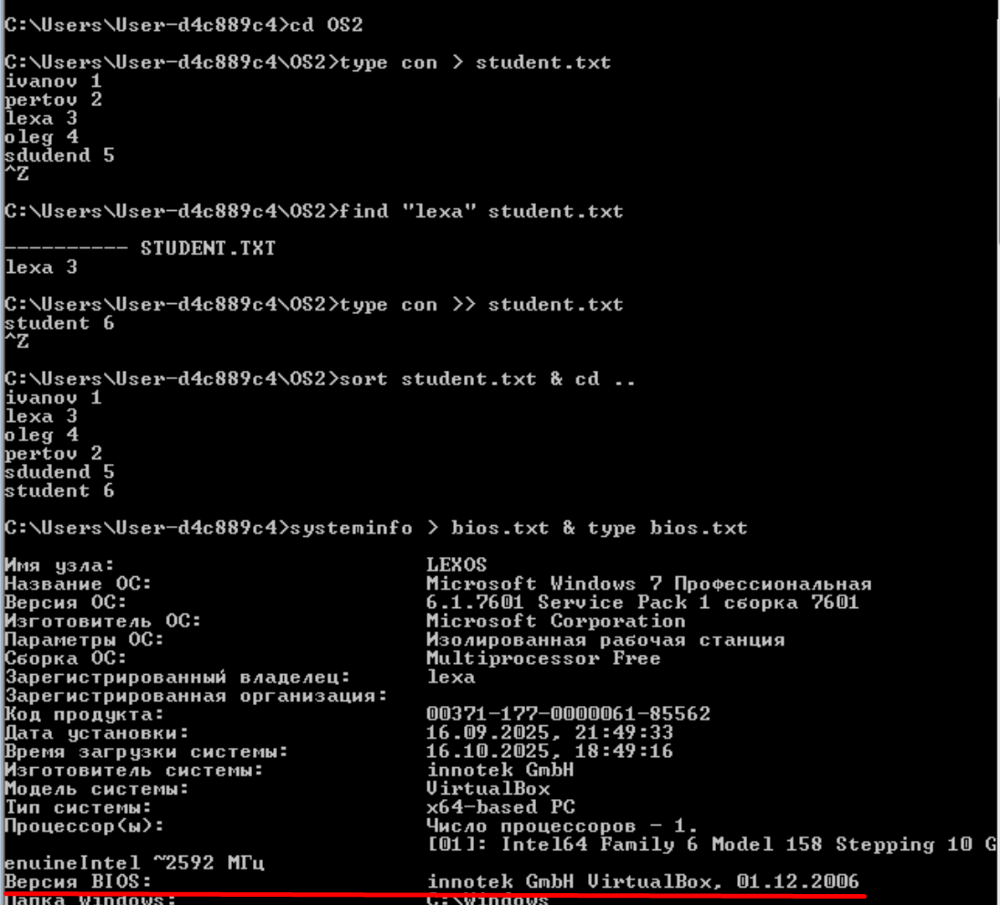 C:\Users\User-d4c889c4>cd OS2
C:\Users\User-d4c889c4\OS2>type con > student.txt
ivanov 1
pertov 2
lexa 3
oleg 4
sdudend 5
^Z
C:\Users\User-d4c889c4\OS2>find "lexa" student.txt
---------- STUDENT.TXT
lexa 3
C:\Users\User-d4c889c4\OS2>type con >> student.txt
student 6
^Z
C:\Users\User-d4c889c4\OS2>sort student.txt & cd ..
ivanov 1
lexa 3
oleg 4
pertov 2
sdudend 5
student 6
C:\Users\User-d4c889c4>systeminfo > bios.txt & type bios.txt
Имя узла: LEXOS
Название ОС: Microsoft Windows 7 Профессиональная
Версия ОС: 6.1.7601 Service Pack 1 сборка 7601
Изготовитель ОС: Microsoft Corporation
Параметры ОС: Изолированная рабочая станция
Сборка ОС: Multiprocessor Free
Зарегистрированный владелец: lexa
Зарегистрированная организация:
Код продукта: 00371-177-0000061-85562
Дата установки: 16.09.2025, 21:49:33
Время загрузки системы: 16.10.2025, 18:49:16
Изготовитель системы: innotek GmbH
Модель системы: VirtualBox
Тип системы: x64-based PC
Процессор(ы): Число процессоров - 1.
[01]: Intel64 Family 6 Model 158 Stepping 10 G
enuineIntel ~2592 МГц
Версия BIOS: innotek GmbH VirtualBox, 01.12.2006
Папка Windows: C:\Windows